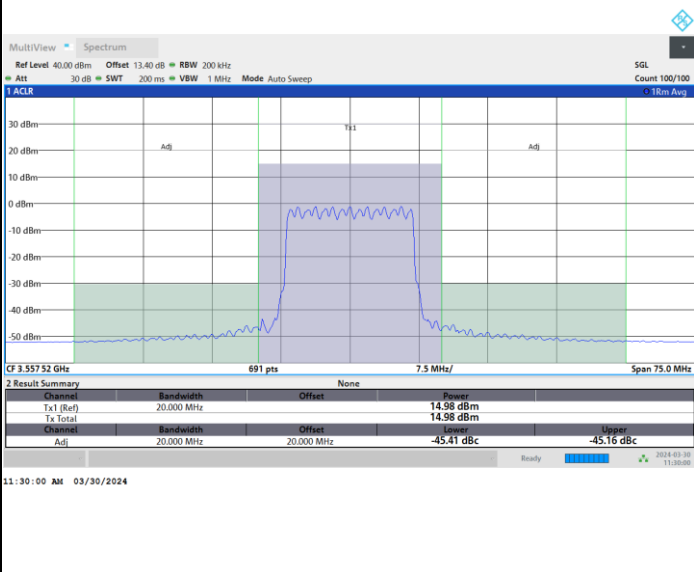 MultiView Spectrum
Ref Level 40.00 dBm Offset 13.40 dB RBW 200 kHz SGL
Att 30 dB SWT 200 ms VBW 1 MHz Mode Auto Sweep Count 100/100
1 ACLR 1Rm Avg
Tx1
30 dBm
Adj Adj
20 dBm
10 dBm
0 dBm
-10 dBm
-20 dBm
-30 dBm
-40 dBm
-50 dBm
CF 3.557 52 GHz 691 pts 7.5 MHz/ Span 75.0 MHz
2 Result Summary None
Channel Bandwidth Offset Power
Tx1 (Ref) 20.000 MHz 14.98 dBm
Tx Total 14.98 dBm
Channel Bandwidth Offset Lower Upper
Adj 20.000 MHz 20.000 MHz -45.41 dBc -45.16 dBc
Ready 2024-03-30
11:30:00
11:30:00 AM 03/30/2024